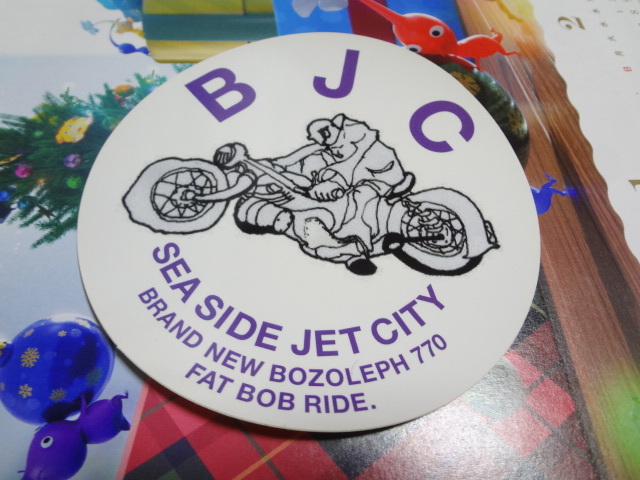 B J C
SEA SIDE JET CITY
BRAND NEW BOZOLEPH 770
FAT BOB RIDE.